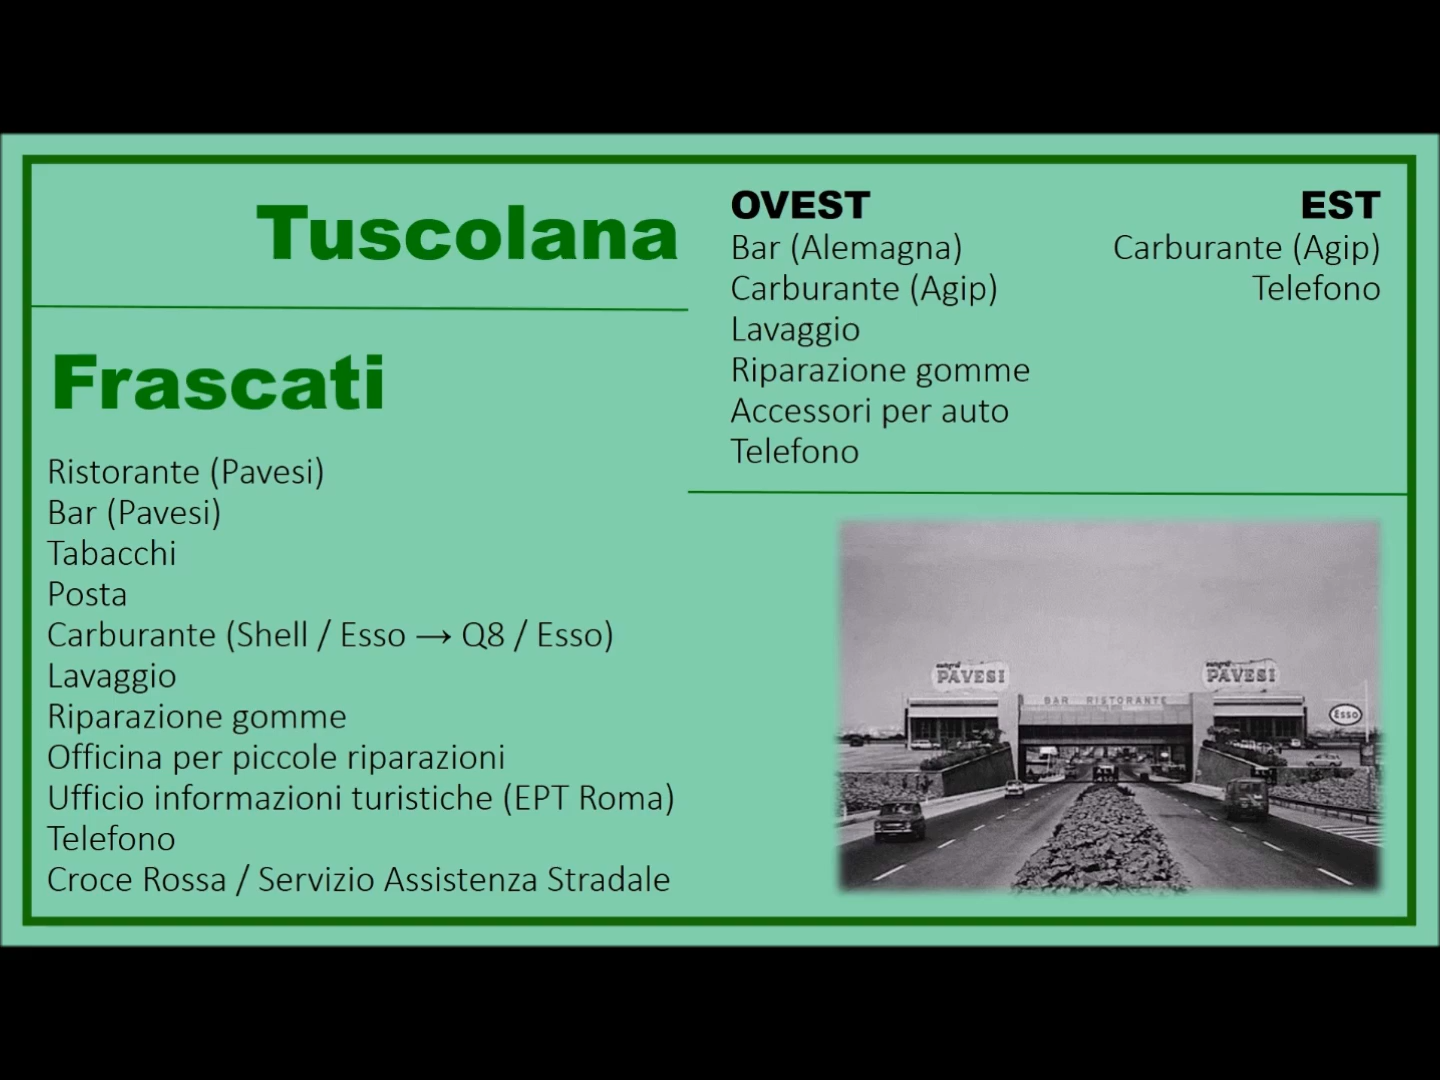 Tuscolana
OVEST
Bar (Alemagna)
Carburante (Agip)
Lavaggio
Riparazione gomme
Accessori per auto
Telefono
EST
Carburante (Agip)
Telefono
Frascati
Ristorante (Pavesi)
Bar (Pavesi)
Tabacchi
Posta
Carburante (Shell / Esso → Q8 / Esso)
Lavaggio
Riparazione gomme
Officina per piccole riparazioni
Ufficio informazioni turistiche (EPT Roma)
Telefono
Croce Rossa / Servizio Assistenza Stradale
PAVESI
PAVESI
BAR RISTORANTE
Esso